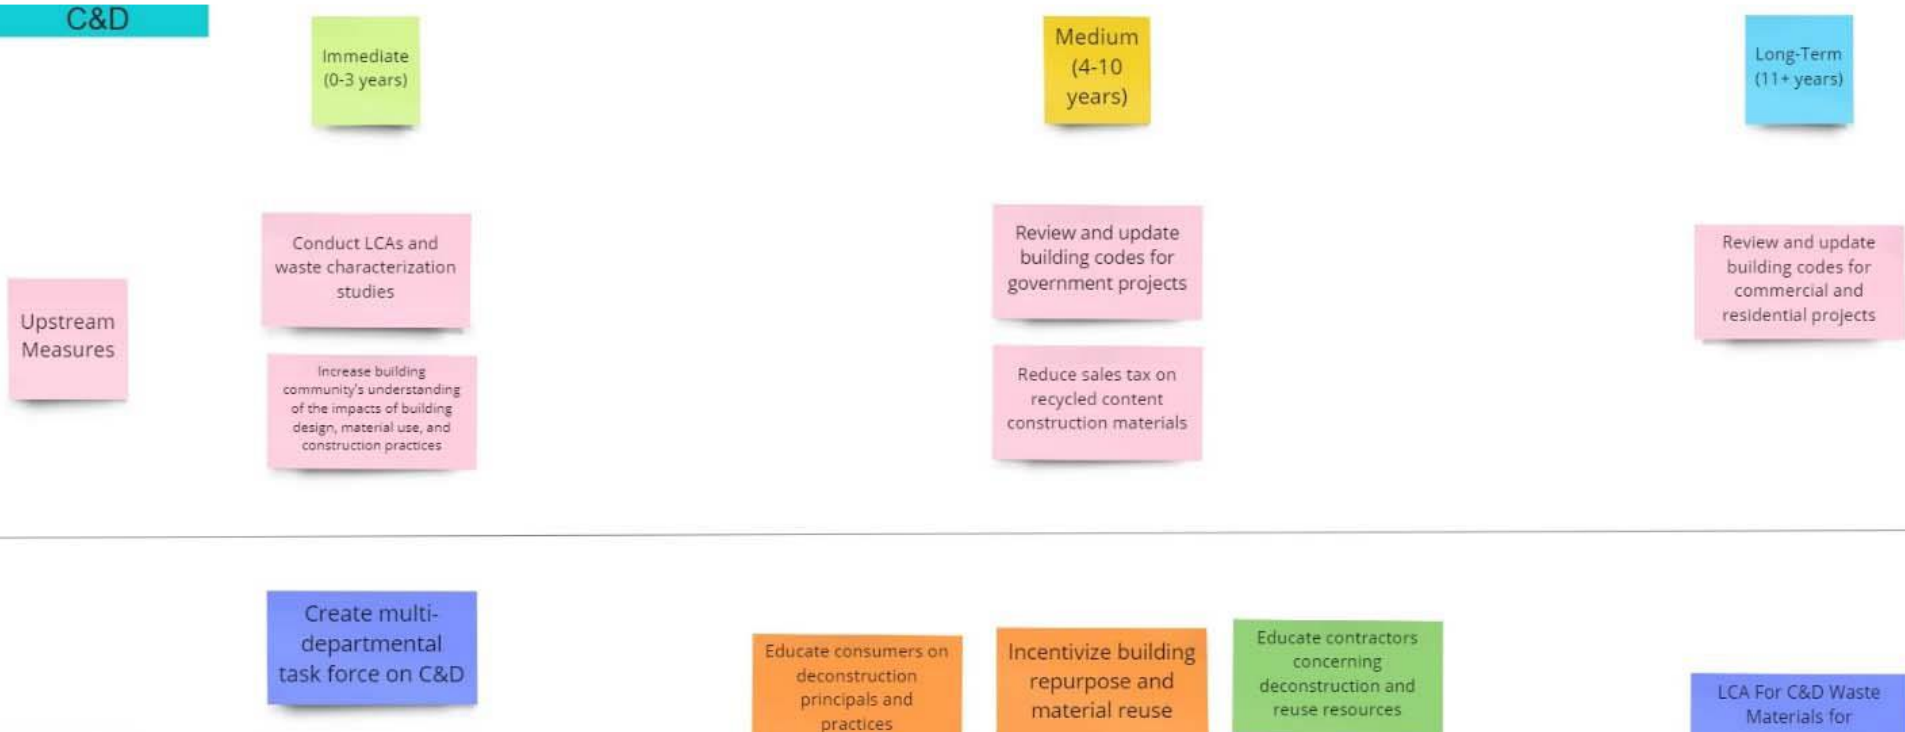 C&D
Immediate
(0-3 years)
Medium
(4-10
years)
Long-Term
(11+ years)
Upstream
Measures
Conduct LCAs and
waste characterization
studies
Increase building
community's understanding
of the impacts of building
design, material use, and
construction practices
Review and update
building codes for
government projects
Reduce sales tax on
recycled content
construction materials
Review and update
building codes for
commercial and
residential projects
Create multi-
departmental
task force on C&D
Educate consumers on
deconstruction
principals and
practices
Incentivize building
repurpose and
material reuse
Educate contractors
concerning
deconstruction and
reuse resources
LCA For C&D Waste
Materials for